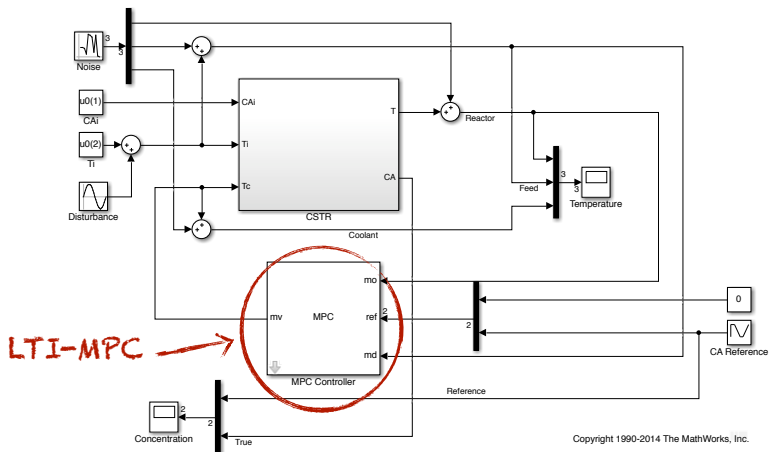 3
3
Noise
u0(1)
CAi
u0(2)
Ti
Disturbance
CAi
Ti
Tc
T
CA
CSTR
Reactor
Feed
3
3
Temperature
Coolant
mo
mv
MPC
ref
2
md
MPC Controller
2
0
CA Reference
LTI-MPC
Reference
2
2
Concentration
True
Copyright 1990-2014 The MathWorks, Inc.